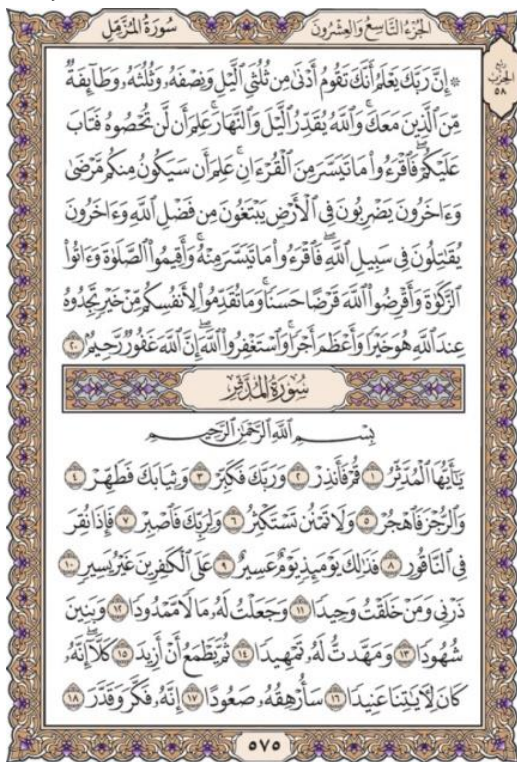 الجزء التاسع والعشرون
سورة المزمل
ربع
الحزب
٥٨
۞ إِنَّ رَبَّكَ يَعْلَمُ أَنَّكَ تَقُومُ أَدْنَىٰ مِن ثُلُثَيِ ٱلَّيْلِ وَنِصْفَهُۥ وَثُلُثَهُۥ وَطَآئِفَةٌ
مِّنَ ٱلَّذِينَ مَعَكَۚ وَٱللَّهُ يُقَدِّرُ ٱلَّيْلَ وَٱلنَّهَارَۚ عَلِمَ أَن لَّن تُحْصُوهُ فَتَابَ
عَلَيْكُمْۖ فَٱقْرَءُواْ مَا تَيَسَّرَ مِنَ ٱلْقُرْءَانِۚ عَلِمَ أَن سَيَكُونُ مِنكُم مَّرْضَىٰ
وَءَاخَرُونَ يَضْرِبُونَ فِى ٱلْأَرْضِ يَبْتَغُونَ مِن فَضْلِ ٱللَّهِ وَءَاخَرُونَ
يُقَٰتِلُونَ فِى سَبِيلِ ٱللَّهِۖ فَٱقْرَءُواْ مَا تَيَسَّرَ مِنْهُۚ وَأَقِيمُواْ ٱلصَّلَوٰةَ وَءَاتُواْ
ٱلزَّكَوٰةَ وَأَقْرِضُواْ ٱللَّهَ قَرْضًا حَسَنًاۚ وَمَا تُقَدِّمُواْ لِأَنفُسِكُم مِّنْ خَيْرٍ تَجِدُوهُ
عِندَ ٱللَّهِ هُوَ خَيْرًا وَأَعْظَمَ أَجْرًاۚ وَٱسْتَغْفِرُواْ ٱللَّهَۖ إِنَّ ٱللَّهَ غَفُورٌ رَّحِيمٌۢ ٢٠
سورة المدثر
بِسْمِ ٱللَّهِ ٱلرَّحْمَٰنِ ٱلرَّحِيمِ
يَٰٓأَيُّهَا ٱلْمُدَّثِّرُ ١ قُمْ فَأَنذِرْ ٢ وَرَبَّكَ فَكَبِّرْ ٣ وَثِيَابَكَ فَطَهِّرْ ٤
وَٱلرُّجْزَ فَٱهْجُرْ ٥ وَلَا تَمْنُن تَسْتَكْثِرُ ٦ وَلِرَبِّكَ فَٱصْبِرْ ٧ فَإِذَا نُقِرَ
فِى ٱلنَّاقُورِ ٨ فَذَٰلِكَ يَوْمَئِذٍ يَوْمٌ عَسِيرٌ ٩ عَلَى ٱلْكَٰفِرِينَ غَيْرُ يَسِيرٍ ١٠
ذَرْنِى وَمَنْ خَلَقْتُ وَحِيدًا ١١ وَجَعَلْتُ لَهُۥ مَالًا مَّمْدُودًا ١٢ وَبَنِينَ
شُهُودًا ١٣ وَمَهَّدتُّ لَهُۥ تَمْهِيدًا ١٤ ثُمَّ يَطْمَعُ أَنْ أَزِيدَ ١٥ كَلَّآۖ إِنَّهُۥ
كَانَ لِأٓيَٰتِنَا عَنِيدًا ١٦ سَأُرْهِقُهُۥ صَعُودًا ١٧ إِنَّهُۥ فَكَّرَ وَقَدَّرَ ١٨
٥٧٥